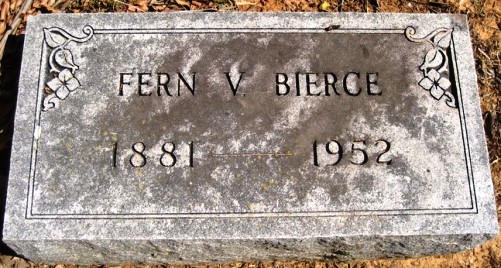 FERN V. BIERCE
1881 — 1952